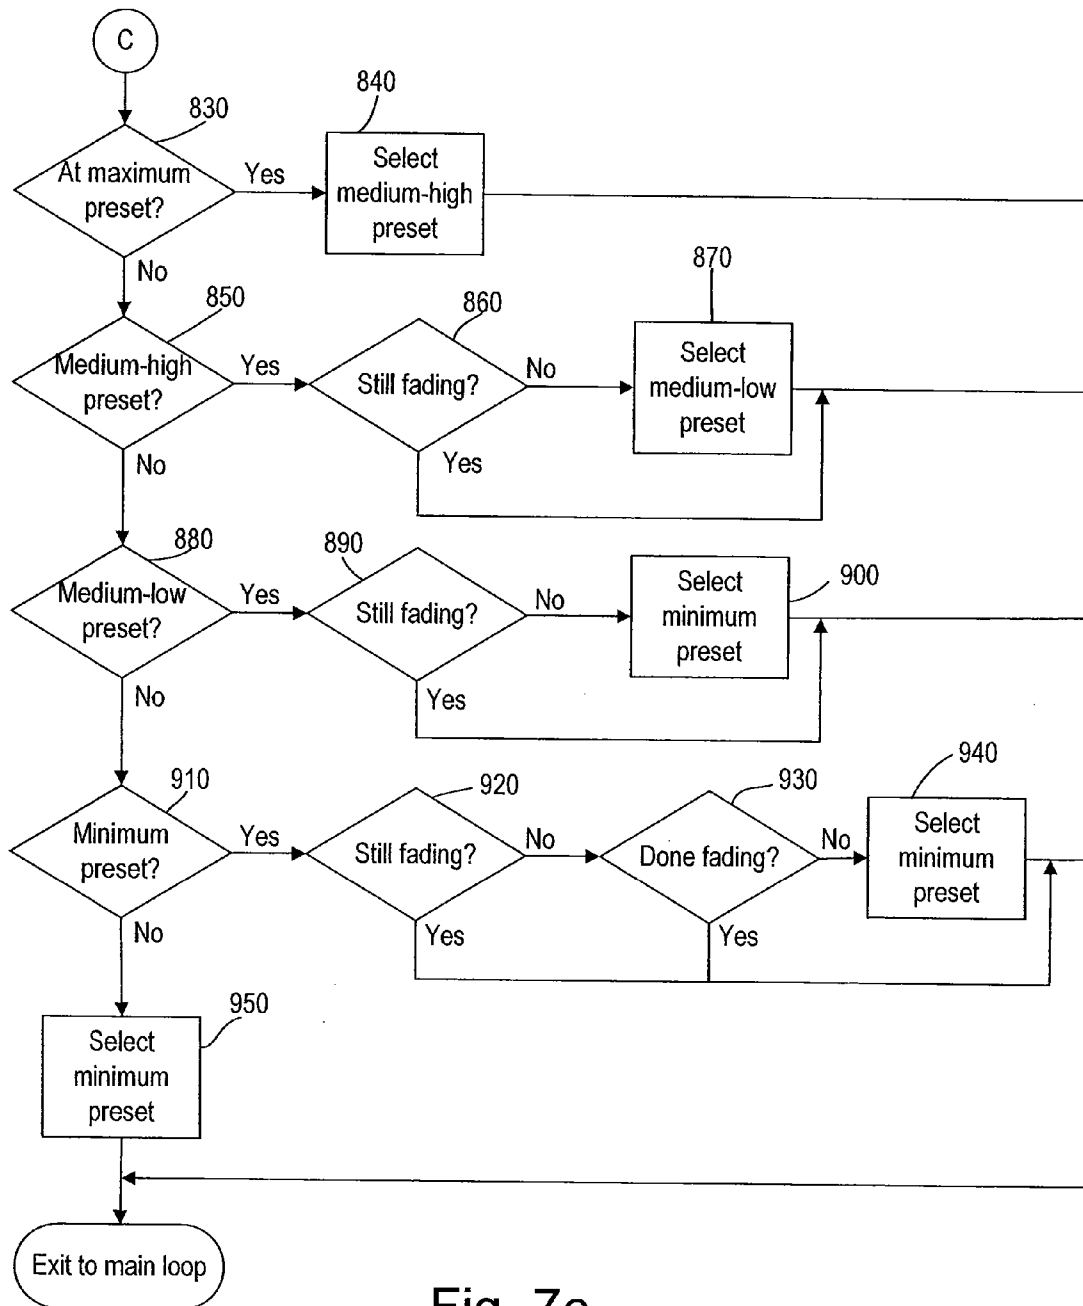 C
830
At maximum
preset?
Yes
840
Select
medium-high
preset
No
850
Medium-high
preset?
Yes
860
Still fading?
No
870
Select
medium-low
preset
Yes
No
880
Medium-low
preset?
Yes
890
Still fading?
No
900
Select
minimum
preset
Yes
No
910
Minimum
preset?
Yes
920
Still fading?
No
930
Done fading?
No
940
Select
minimum
preset
Yes
Yes
No
950
Select
minimum
preset
Exit to main loop